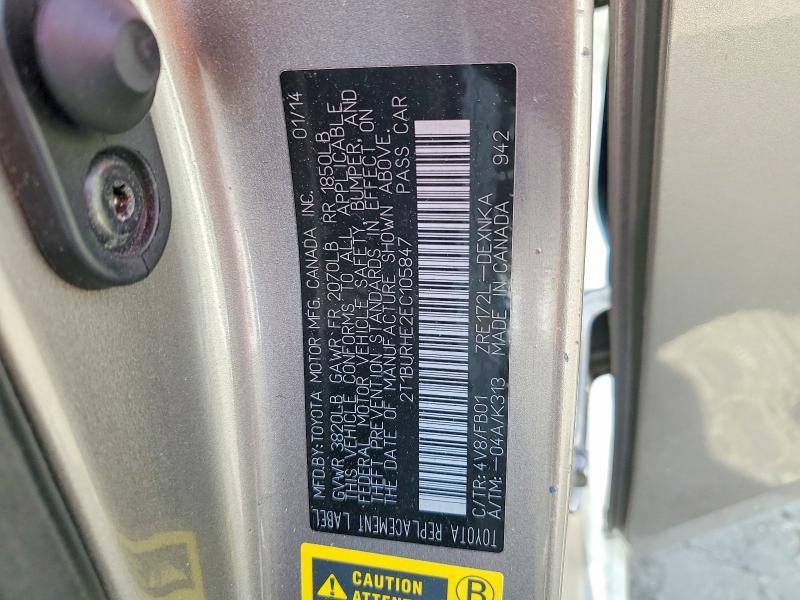 MFD.BY:TOYOTA MOTOR MFG. CANADA INC. 01/14
GVWR 3820LB GAWR FR 2070LB RR 1850LB
THIS VEHICLE CONFORMS TO ALL APPLICABLE
FEDERAL MOTOR VEHICLE SAFETY, BUMPER, AND
THEFT PREVENTION STANDARDS IN EFFECT ON
THE DATE OF MANUFACTURE SHOWN ABOVE.
2T1BURHE2EC105847 PASS CAR
C/TR: 4V8/FB01 ZRE172L-DEXNKA
A/TM: -04A/K313 MADE IN CANADA 942
TOYOTA REPLACEMENT LABEL
CAUTION
B